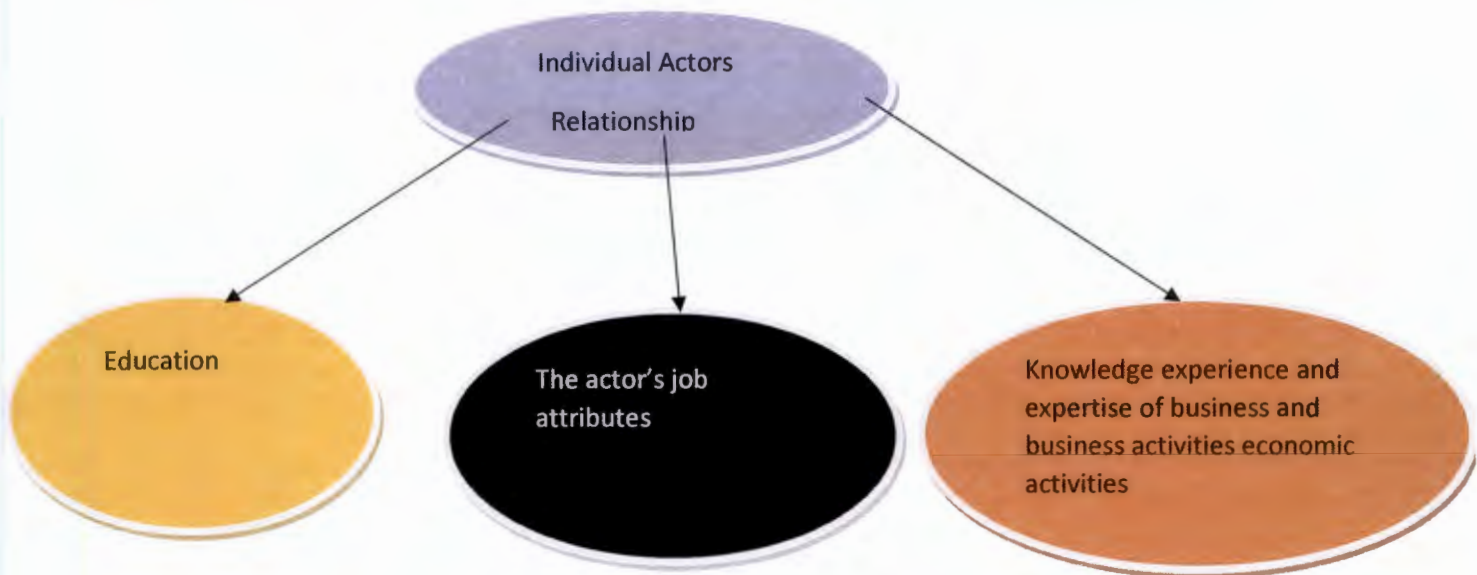 Individual Actors
Relationship
Education
The actor's job
attributes
Knowledge experience and
expertise of business and
business activities economic
activities